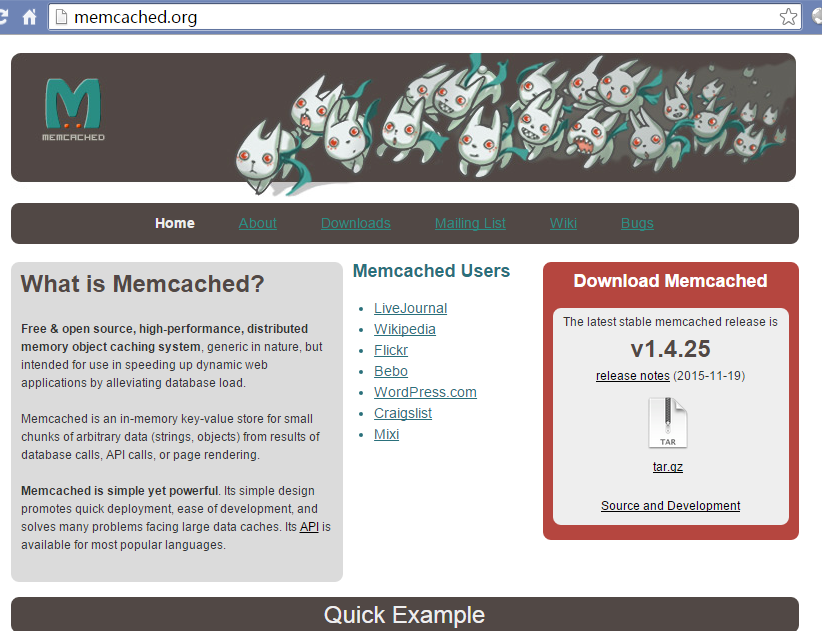 memcached.org
MEMCACHED
Home About Downloads Mailing List Wiki Bugs
What is Memcached?
Free & open source, high-performance, distributed
memory object caching system, generic in nature, but
intended for use in speeding up dynamic web
applications by alleviating database load.
Memcached is an in-memory key-value store for small
chunks of arbitrary data (strings, objects) from results of
database calls, API calls, or page rendering.
Memcached is simple yet powerful. Its simple design
promotes quick deployment, ease of development, and
solves many problems facing large data caches. Its API is
available for most popular languages.
Memcached Users
LiveJournal
Wikipedia
Flickr
Bebo
WordPress.com
Craigslist
Mixi
Download Memcached
The latest stable memcached release is
v1.4.25
release notes (2015-11-19)
TAR
tar.gz
Source and Development
Quick Example